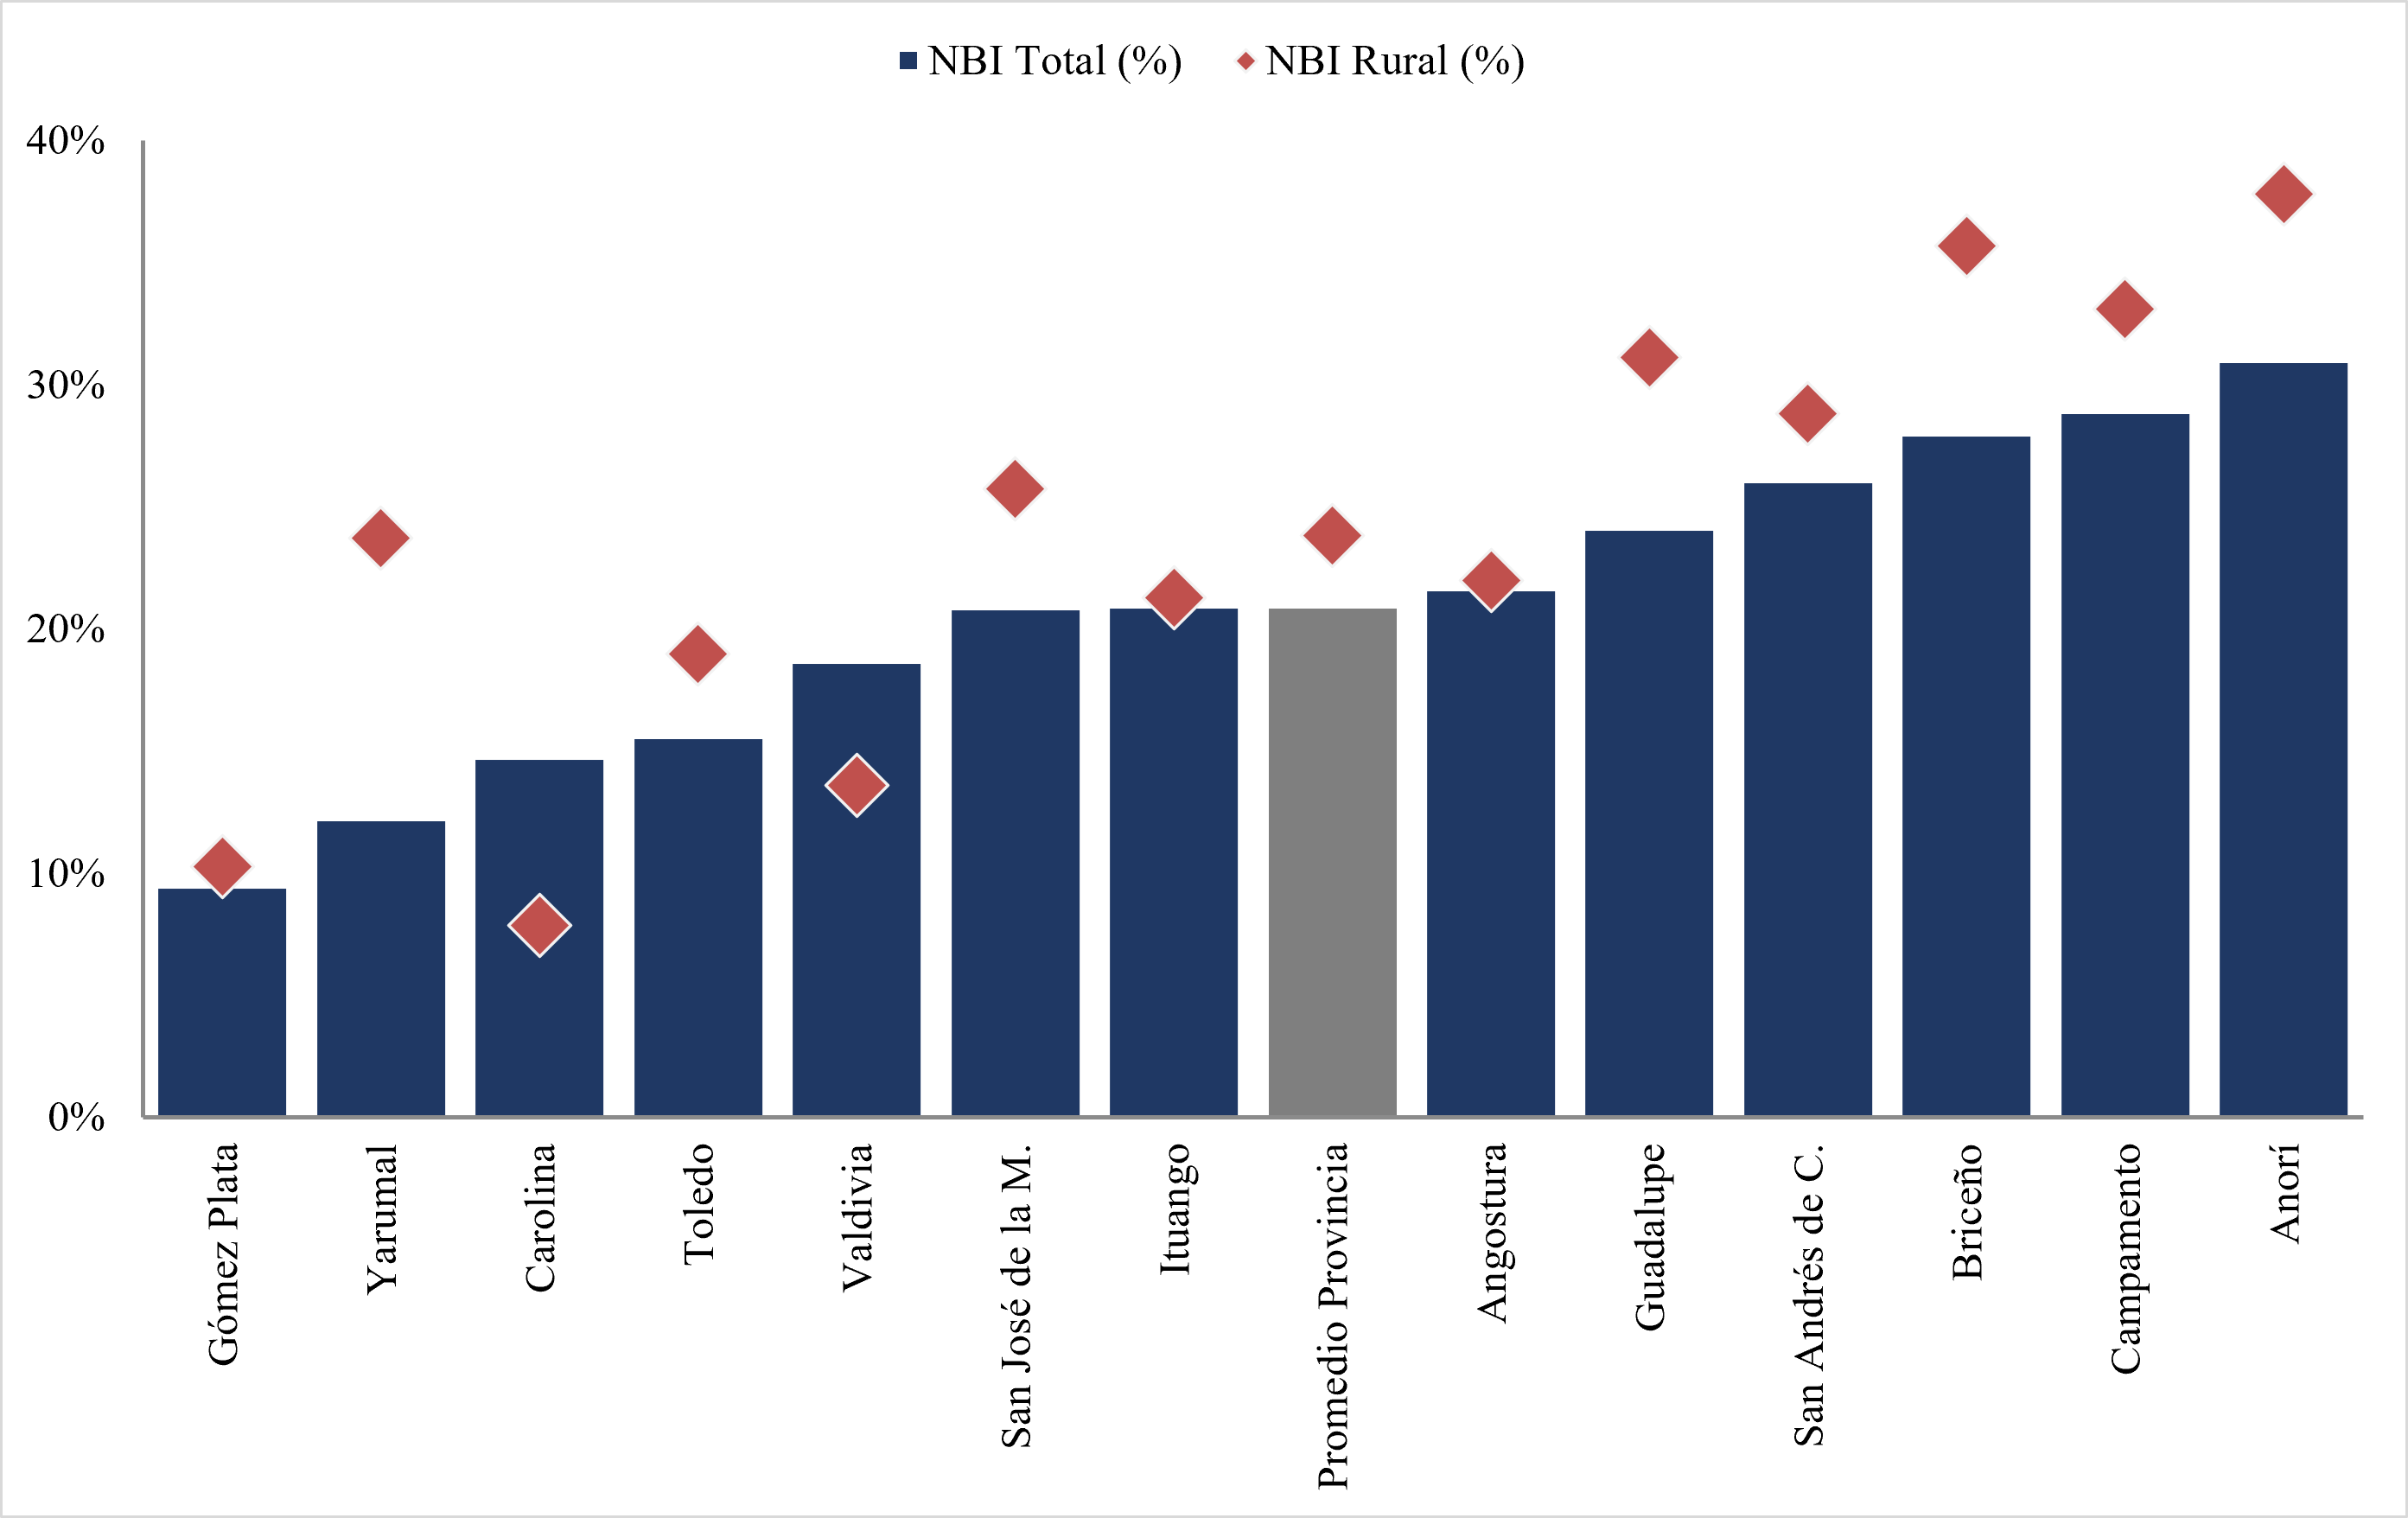 NBI Total (%)
NBI Rural (%)
40%
30%
20%
10%
0%
Gómez Plata
Yarumal
Carolina
Toledo
Valdivia
San José de la M.
Ituango
Promedio Provincia
Angostura
Guadalupe
San Andrés de C.
Briceño
Campamento
Anorí